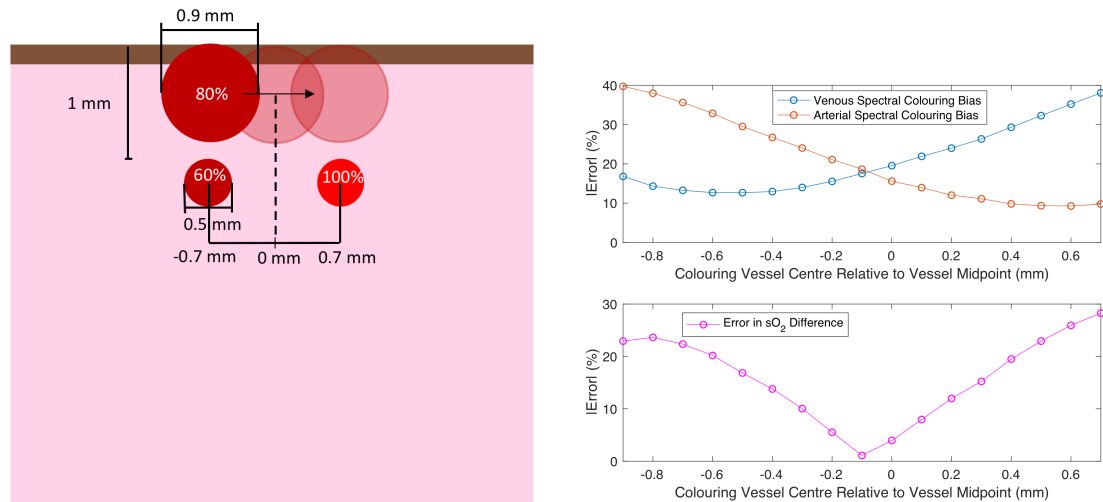 0.9 mm
1 mm
80%
60%
100%
0.5 mm
-0.7 mm
0 mm
0.7 mm
40
30
20
10
0
IErrorI (%)
Venous Spectral Colouring Bias
Arterial Spectral Colouring Bias
-0.8
-0.6
-0.4
-0.2
0
0.2
0.4
0.6
Colouring Vessel Centre Relative to Vessel Midpoint (mm)
30
20
10
0
IErrorI (%)
Error in sO₂ Difference
-0.8
-0.6
-0.4
-0.2
0
0.2
0.4
0.6
Colouring Vessel Centre Relative to Vessel Midpoint (mm)